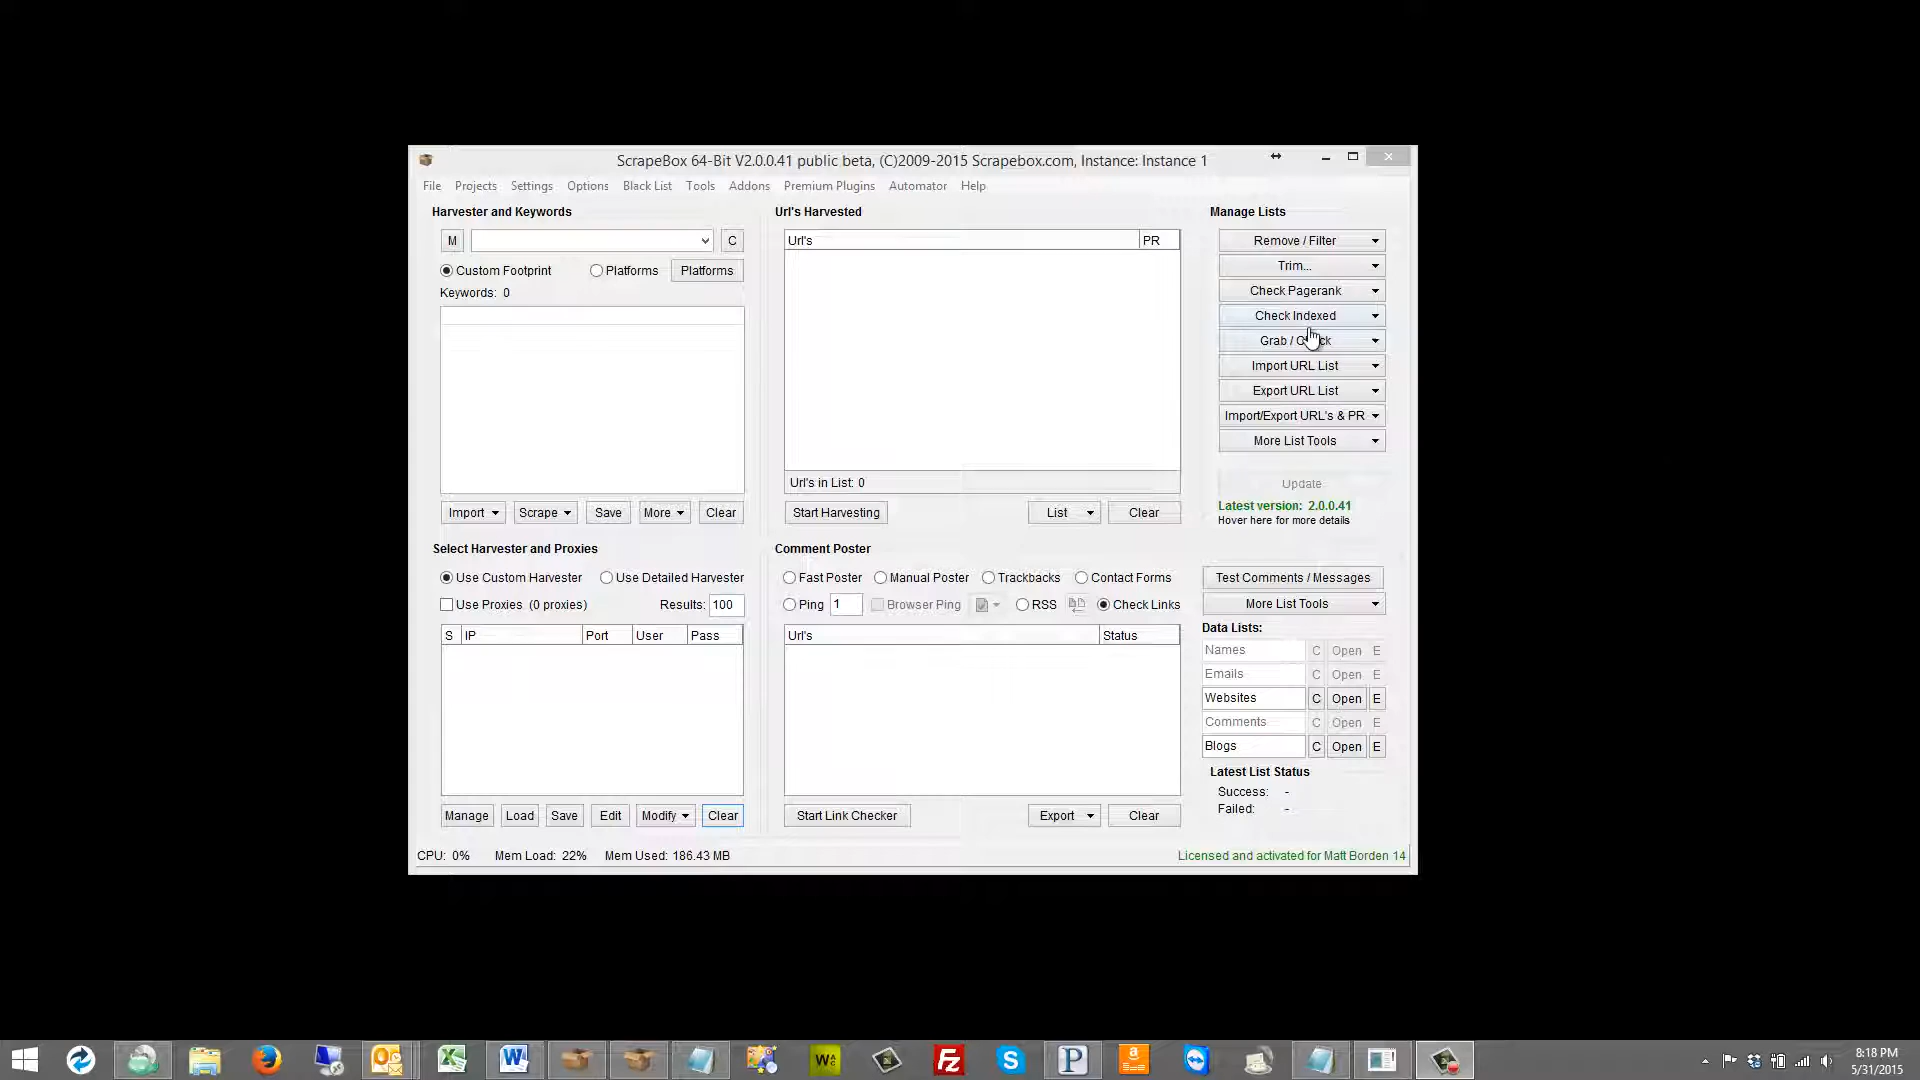 ScrapeBox 64-Bit V2.0.0.41 public beta, (C)2009-2015 Scrapebox.com, Instance: Instance 1
File Projects Settings Options Black List Tools Addons Premium Plugins Automator Help
Harvester and Keywords
M
C
Custom Footprint
Platforms
Platforms
Keywords: 0
Import
Scrape
Save
More
Clear
Url's Harvested
Url's
PR
Url's in List: 0
Start Harvesting
List
Clear
Manage Lists
Remove / Filter
Trim...
Check Pagerank
Check Indexed
Grab /
Import URL List
Export URL List
Import/Export URL's & PR
More List Tools
Update
Latest version: 2.0.0.41
Hover here for more details
Select Harvester and Proxies
Use Custom Harvester
Use Detailed Harvester
Use Proxies (0 proxies)
Results: 100
S IP Port User Pass
Manage
Load
Save
Edit
Modify
Clear
Comment Poster
Fast Poster
Manual Poster
Trackbacks
Contact Forms
Ping 1
Browser Ping
RSS
Check Links
Url's
Status
Start Link Checker
Export
Clear
Test Comments / Messages
More List Tools
Data Lists:
Names C Open E
Emails C Open E
Websites C Open E
Comments C Open E
Blogs C Open E
Latest List Status
Success: -
Failed: -
CPU: 0% Mem Load: 22% Mem Used: 186.43 MB
Licensed and activated for Matt Borden 14
8:18 PM
5/31/2015